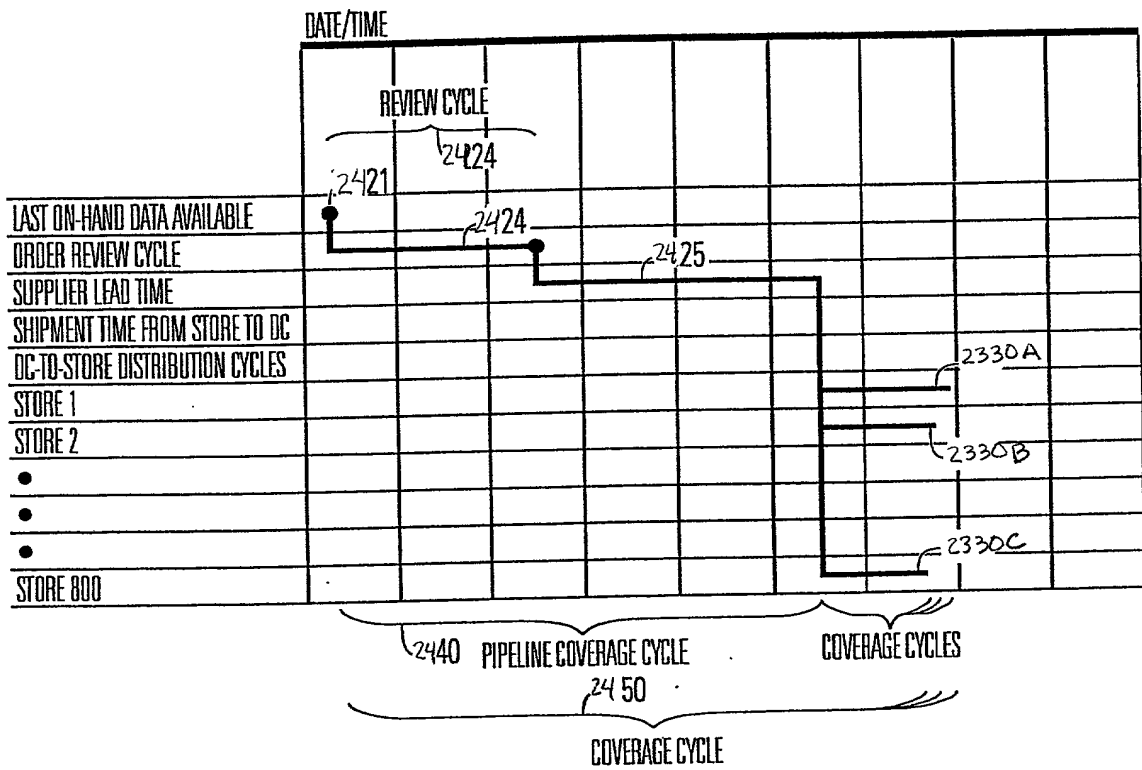 DATE/TIME
REVIEW CYCLE
2424
2421
LAST ON-HAND DATA AVAILABLE
2424
ORDER REVIEW CYCLE
2425
SUPPLIER LEAD TIME
SHIPMENT TIME FROM STORE TO DC
DC-TO-STORE DISTRIBUTION CYCLES
2330A
STORE 1
STORE 2
2330B
2330C
STORE 800
2440 PIPELINE COVERAGE CYCLE
COVERAGE CYCLES
2450
COVERAGE CYCLE